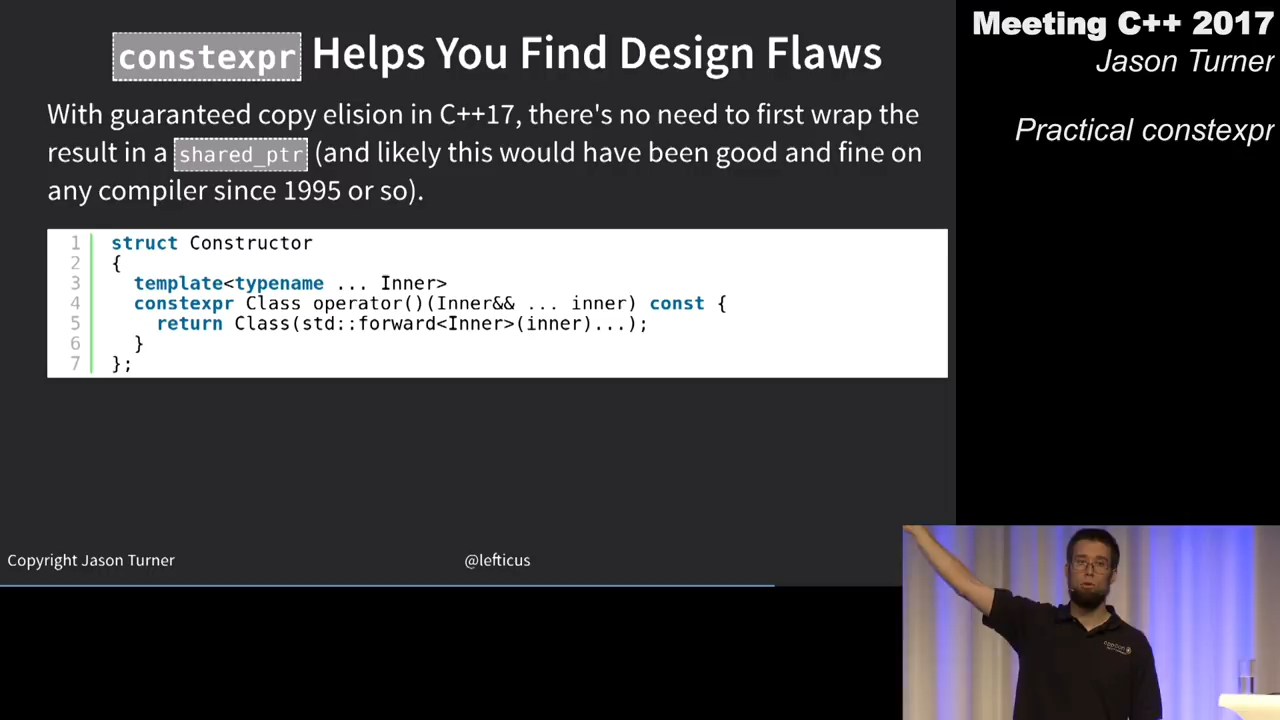 constexpr Helps You Find Design Flaws
With guaranteed copy elision in C++17, there's no need to first wrap the
result in a shared_ptr (and likely this would have been good and fine on
any compiler since 1995 or so).
1 struct Constructor
2 {
3 template<typename ... Inner>
4 constexpr Class operator()(Inner&& ... inner) const {
5 return Class(std::forward<Inner>(inner)...);
6 }
7 };
Copyright Jason Turner
@lefticus
Meeting C++ 2017
Jason Turner
Practical constexpr